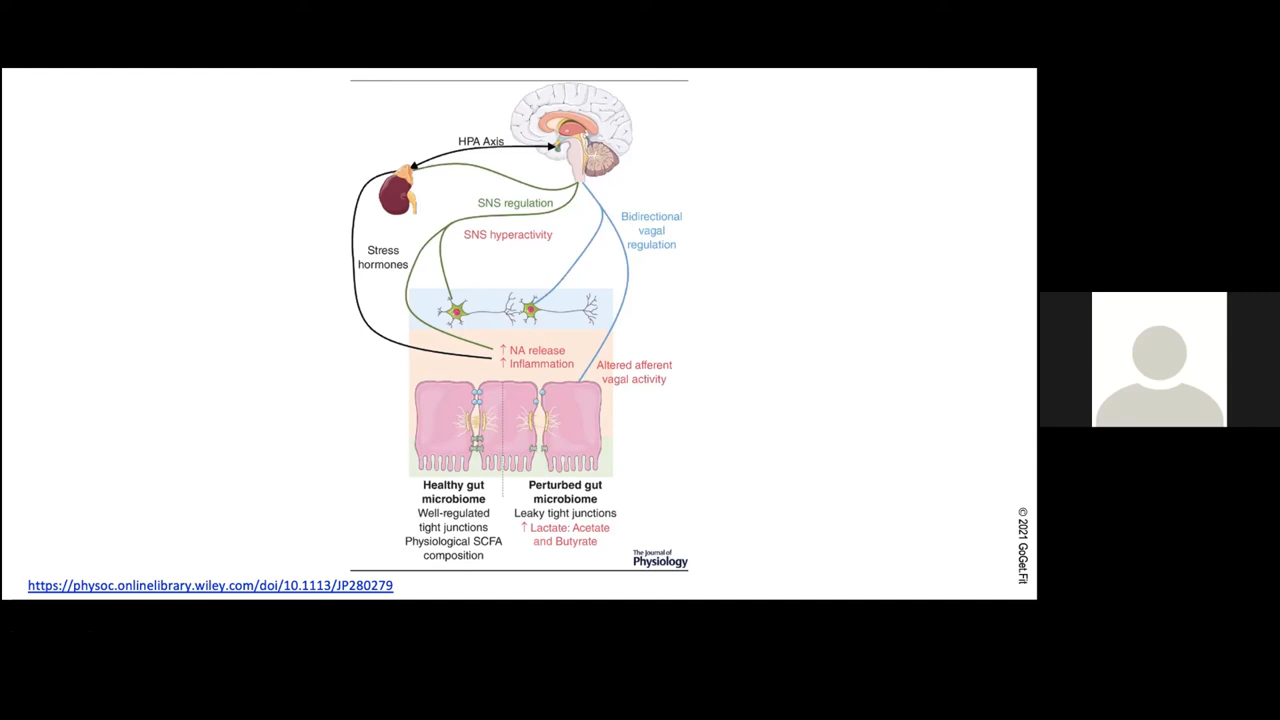 HPA Axis
SNS regulation
SNS hyperactivity
Bidirectional
vagal
regulation
Stress
hormones
↑ NA release
↑ Inflammation
Altered afferent
vagal activity
Healthy gut
microbiome
Well-regulated
tight junctions
Physiological SCFA
composition
Perturbed gut
microbiome
Leaky tight junctions
↑ Lactate: Acetate
and Butyrate
The Journal of
Physiology
https://physoc.onlinelibrary.wiley.com/doi/10.1113/JP280279
© 2021 GoGet.Fit